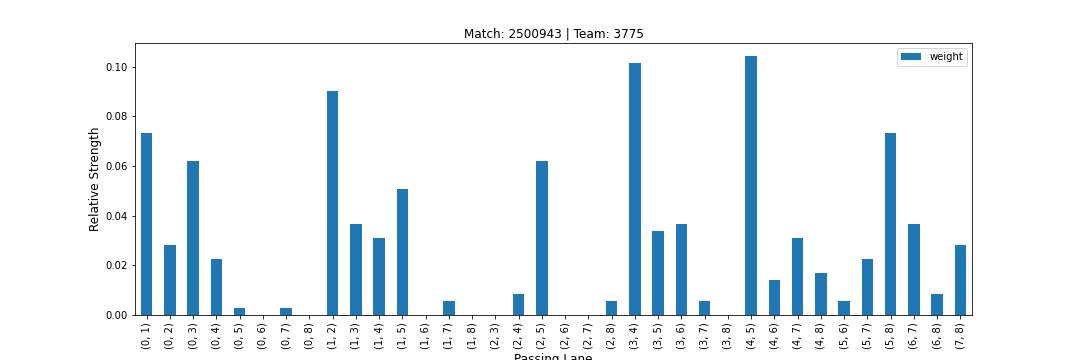 Match: 2500943 | Team: 3775
weight
Relative Strength
0.10
0.08
0.06
0.04
0.02
0.00
(0, 1) (0, 2) (0, 3) (0, 4) (0, 5) (0, 6) (0, 7) (0, 8) (1, 2) (1, 3) (1, 4) (1, 5) (1, 6) (1, 7) (1, 8) (2, 3) (2, 4) (2, 5) (2, 6) (2, 7) (2, 8) (3, 4) (3, 5) (3, 6) (3, 7) (3, 8) (4, 5) (4, 6) (4, 7) (4, 8) (5, 6) (5, 7) (5, 8) (6, 7) (6, 8) (7, 8)
Passing Lane